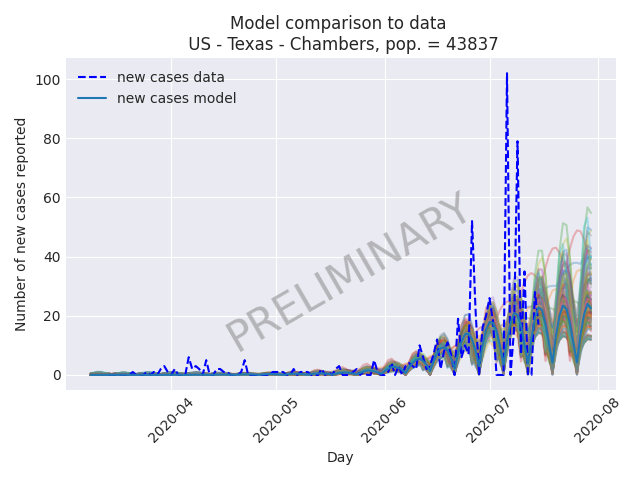 Model comparison to data
US - Texas - Chambers, pop. = 43837
new cases data
new cases model
PRELIMINARY
Number of new cases reported
100
80
60
40
20
0
2020-04
2020-05
2020-06
2020-07
2020-08
Day